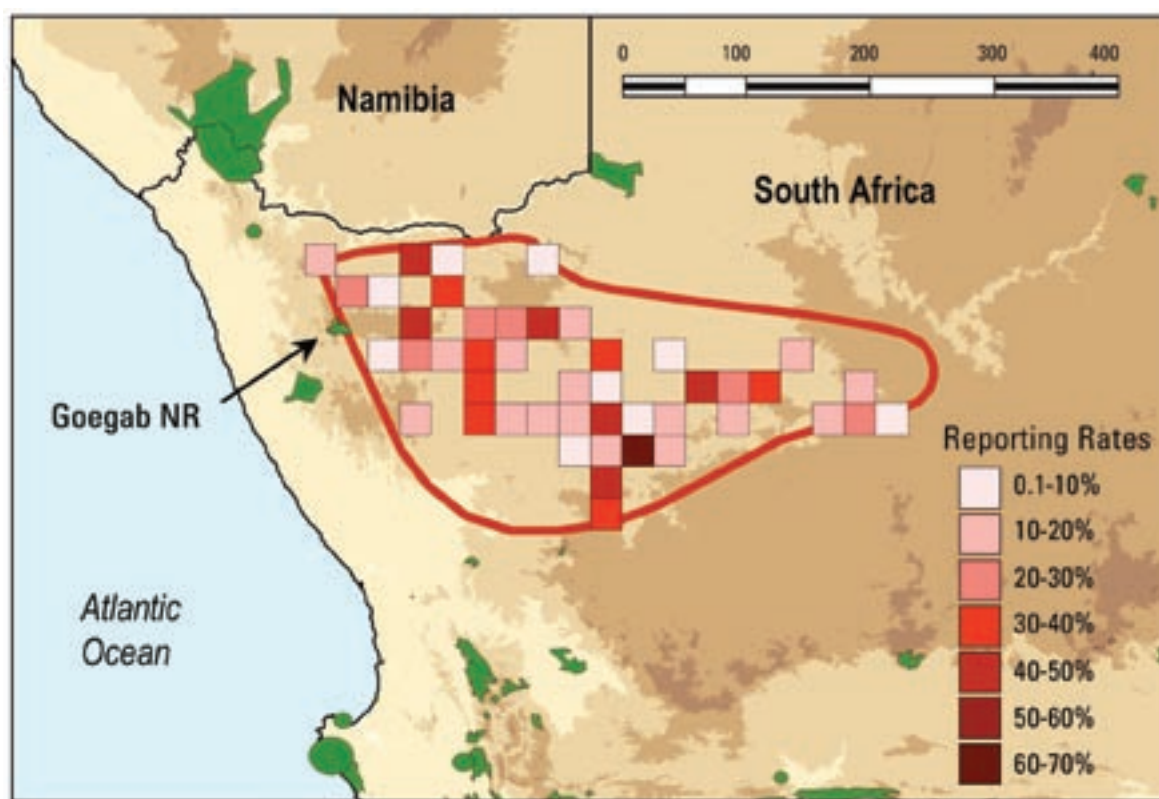 0 100 200 300 400
Namibia
South Africa
Goegab NR
Atlantic
Ocean
Reporting Rates
0.1-10%
10-20%
20-30%
30-40%
40-50%
50-60%
60-70%